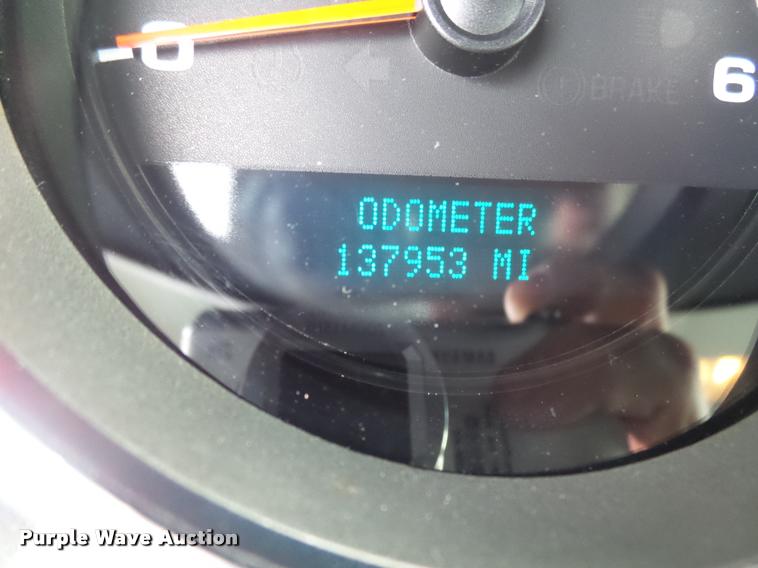 0
BRAKE
6
ODOMETER
137953 MI
Purple Wave Auction